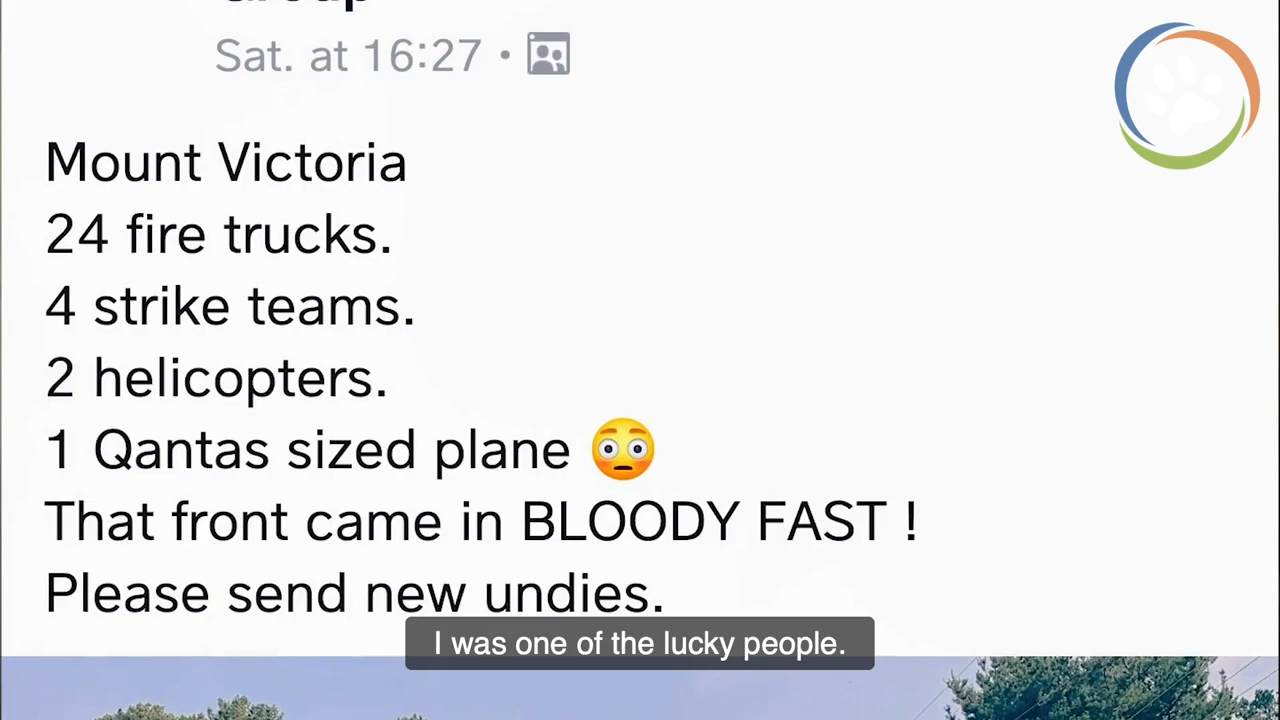 Sat. at 16:27 •
Mount Victoria
24 fire trucks.
4 strike teams.
2 helicopters.
1 Qantas sized plane 😳
That front came in BLOODY FAST !
Please send new undies.
I was one of the lucky people.